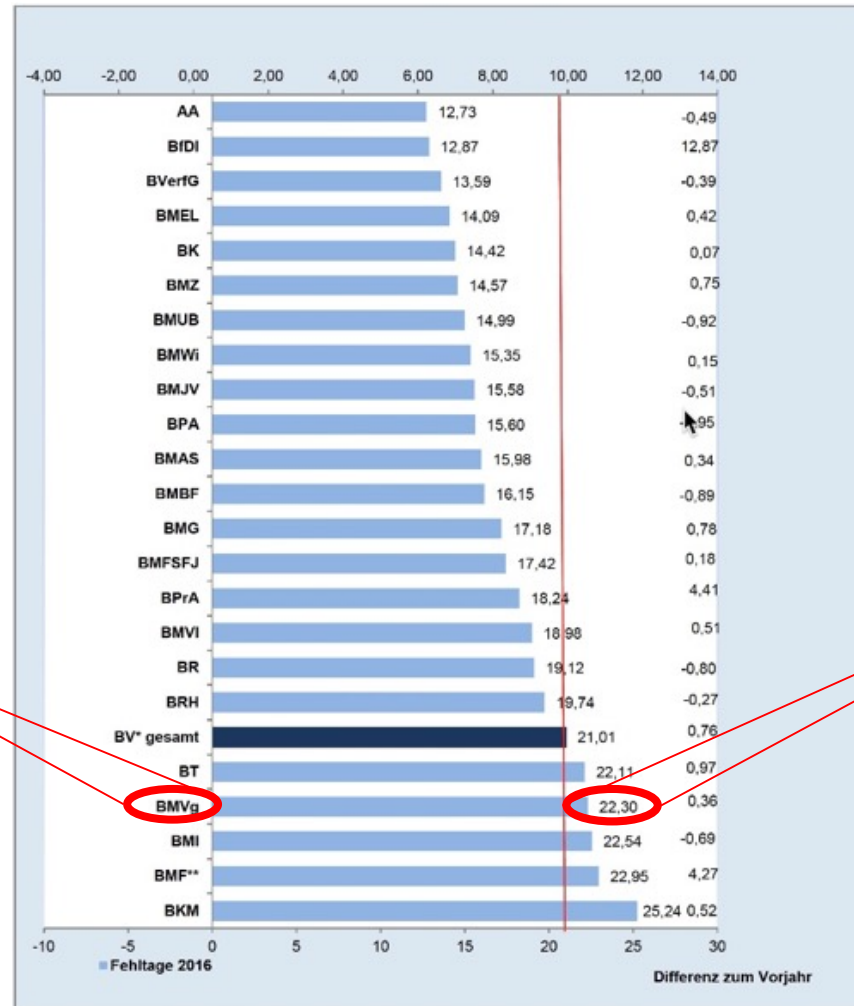 -4,00 -2,00 0,00 2,00 4,00 6,00 8,00 10,00 12,00 14,00
AA 12,73 -0,49
BfDI 12,87 12,87
BVerfG 13,59 -0,39
BMEL 14,09 0,42
BK 14,42 0,07
BMZ 14,57 0,75
BMUB 14,99 -0,92
BMWi 15,35 0,15
BMJV 15,58 -0,51
BPA 15,60
BMAS 15,98 0,34
BMBF 16,15 -0,89
BMG 17,18 0,78
BMFSFJ 17,42 0,18
BPrA 18,24 4,41
BMVI 18,98 0,51
BR 19,12 -0,80
BRH 19,74 -0,27
BV* gesamt 21,01 0,76
BT 22,11 0,97
BMVg 22,30 0,36
BMI 22,54 -0,69
BMF** 22,95 4,27
BKM 25,24 0,52
-10 -5 0 5 10 15 20 25 30
Fehltage 2016
Differenz zum Vorjahr